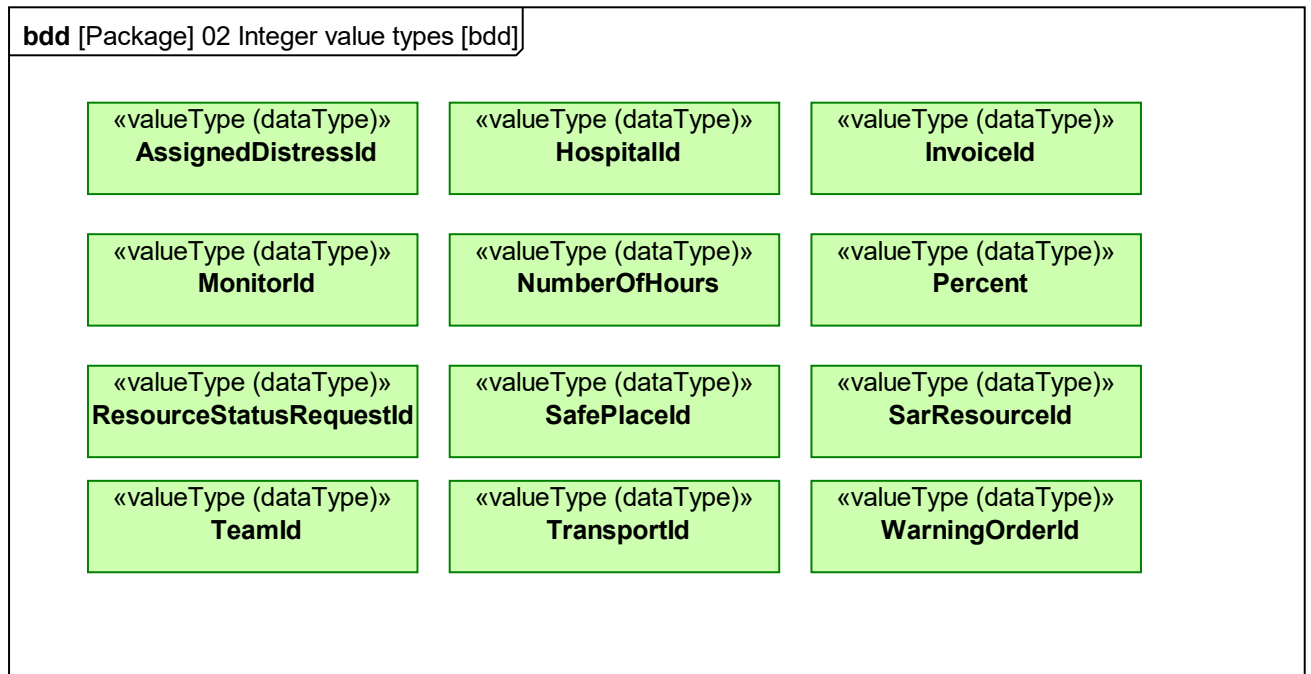 bdd [Package] 02 Integer value types [bdd]
«valueType (dataType)» «valueType (dataType)» «valueType (dataType)»
AssignedDistressId HospitalId InvoiceId
«valueType (dataType)» «valueType (dataType)» «valueType (dataType)»
MonitorId NumberOfHours Percent
«valueType (dataType)» «valueType (dataType)» «valueType (dataType)»
ResourceStatusRequestId SafePlaceId SarResourceId
«valueType (dataType)» «valueType (dataType)» «valueType (dataType)»
TeamId TransportId WarningOrderId